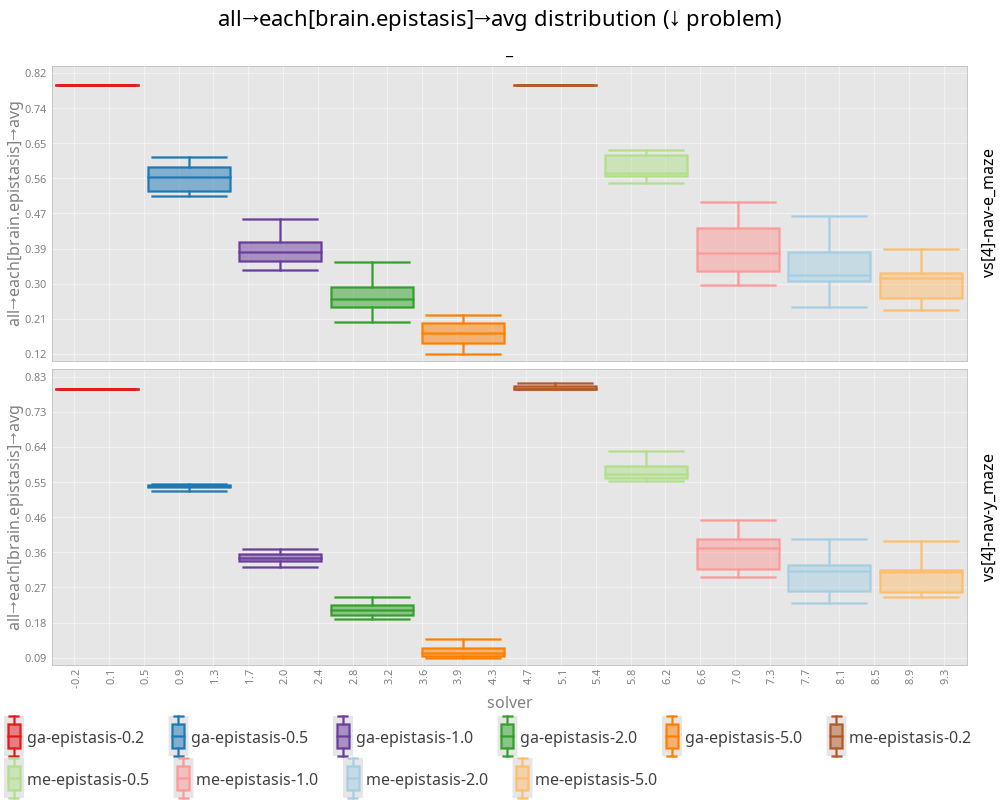 all→each[brain.epistasis]→avg distribution (↓ problem)
–
all→each[brain.epistasis]→avg
0.82
0.74
0.65
0.56
0.47
0.39
0.30
0.21
0.12
vs[4]-nav-e_maze
all→each[brain.epistasis]→avg
0.83
0.73
0.64
0.55
0.46
0.36
0.27
0.18
0.09
vs[4]-nav-y_maze
-0.2 0.1 0.5 0.9 1.3 1.7 2.0 2.4 2.8 3.2 3.6 3.9 4.3 4.7 5.1 5.4 5.8 6.2 6.6 7.0 7.3 7.7 8.1 8.5 8.9 9.3
solver
ga-epistasis-0.2 ga-epistasis-0.5 ga-epistasis-1.0 ga-epistasis-2.0 ga-epistasis-5.0 me-epistasis-0.2
me-epistasis-0.5 me-epistasis-1.0 me-epistasis-2.0 me-epistasis-5.0